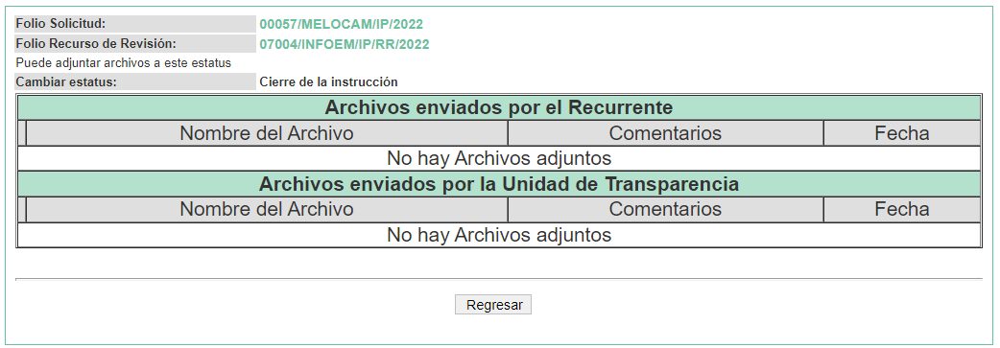 Folio Solicitud: 00057/MELOCAM/IP/2022
Folio Recurso de Revisión: 07004/INFOEM/IP/RR/2022
Puede adjuntar archivos a este estatus
Cambiar estatus: Cierre de la instrucción
Archivos enviados por el Recurrente
Nombre del Archivo Comentarios Fecha
No hay Archivos adjuntos
Archivos enviados por la Unidad de Transparencia
Nombre del Archivo Comentarios Fecha
No hay Archivos adjuntos
Regresar